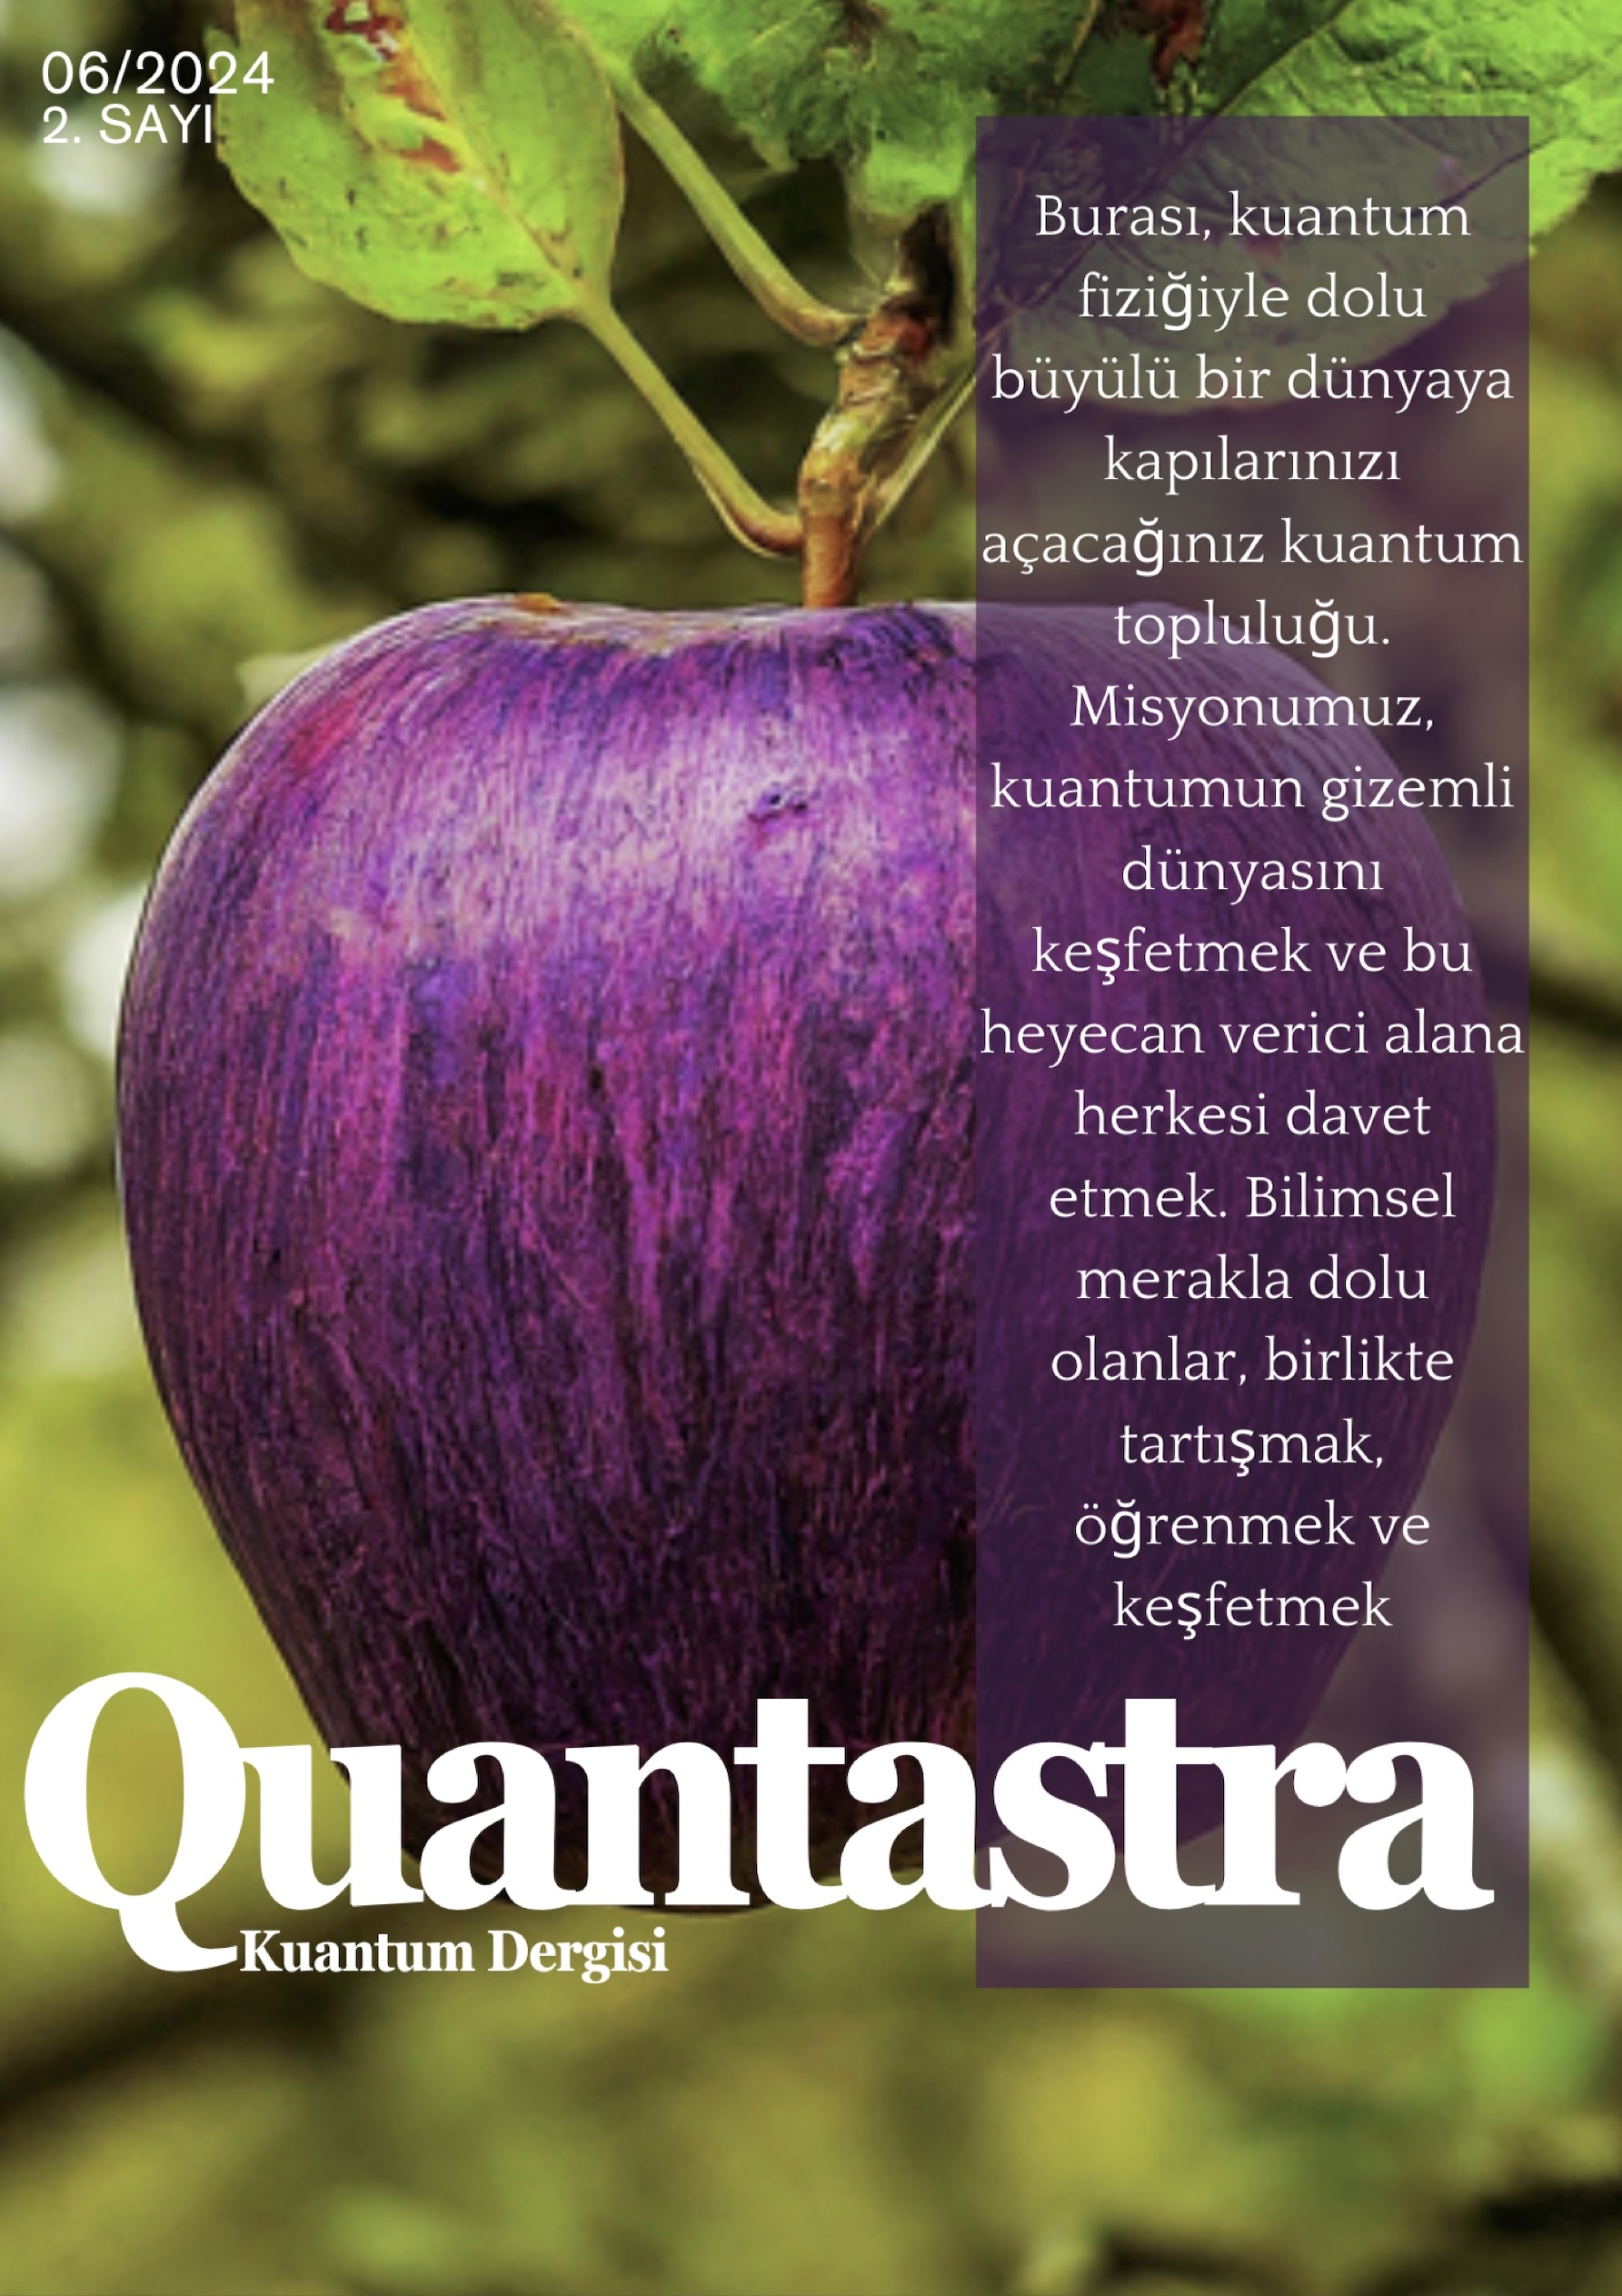 06/2024
2. SAYI
Burası, kuantum
fiziğiyle dolu
büyülü bir dünyaya
kapılarınızı
açacağınız kuantum
topluluğu.
Misyonumuz,
kuantumun gizemli
dünyasını
keşfetmek ve bu
heyecan verici alana
herkesi davet
etmek. Bilimsel
merakla dolu
olanlar, birlikte
tartışmak,
öğrenmek ve
keşfetmek
Quantastra
Kuantum Dergisi